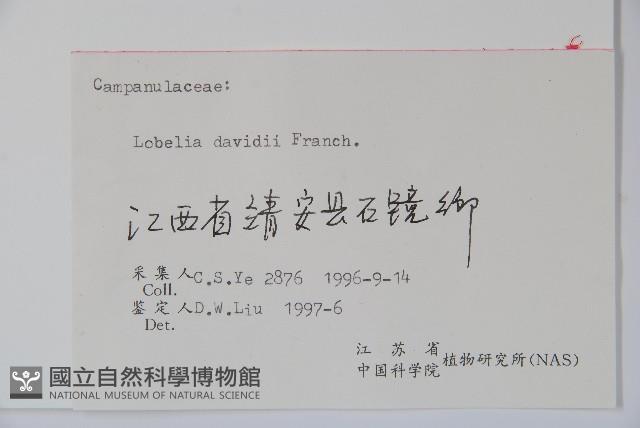 Campanulaceae:
Lobelia davidii Franch.
江西省靖安县石镜乡
采集人C.S.Ye 2876 1996-9-14
Coll.
鉴定人D.W.Liu 1997-6
Det.
江苏省
中国科学院植物研究所(NAS)
國立自然科學博物館
NATIONAL MUSEUM OF NATURAL SCIENCE